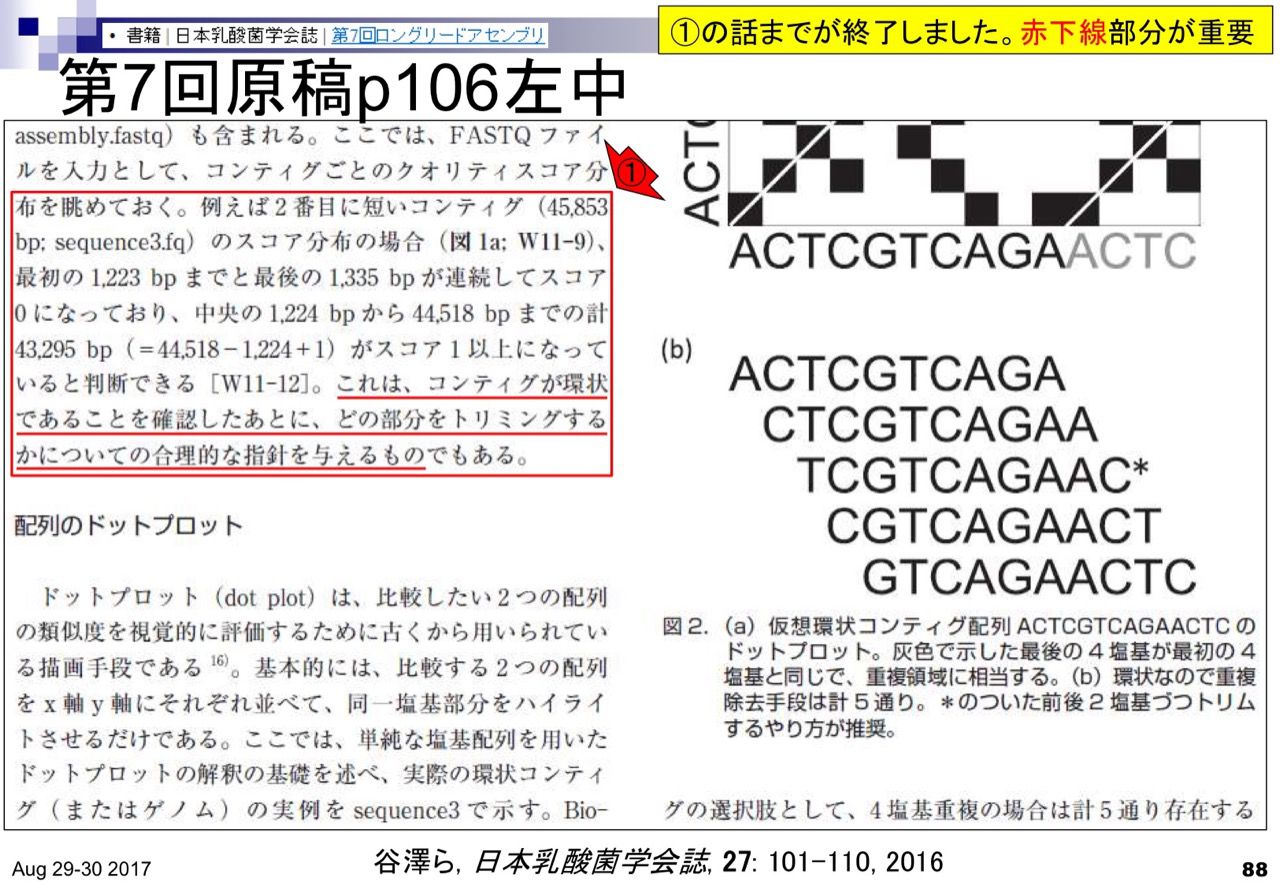 • 書籍 | 日本乳酸菌学会誌 | 第7回ロングリードアセンブリ
①の話までが終了しました。赤下線部分が重要
第7回原稿p106左中
assembly.fastq）も含まれる。ここでは、FASTQ ファイ
ルを入力として、コンティグごとのクオリティスコア分
布を眺めておく。例えば 2 番目に短いコンティグ（45,853
bp; sequence3.fq）のスコア分布の場合（図 1a; W11-9）、
最初の 1,223 bp までと最後の 1,335 bp が連続してスコア
0 になっており、中央の 1,224 bp から 44,518 bp までの計
43,295 bp（＝44,518－1,224＋1）がスコア 1 以上になって
いると判断できる［W11-12］。これは、コンティグが環状
であることを確認したあとに、どの部分をトリミングする
かについての合理的な指針を与えるものでもある。
①
配列のドットプロット
ドットプロット（dot plot）は、比較したい 2 つの配列
の類似度を視覚的に評価するために古くから用いられてい
る描画手段である 16)。基本的には、比較する 2 つの配列
を x 軸 y 軸にそれぞれ並べて、同一塩基部分をハイライ
トさせるだけである。ここでは、単純な塩基配列を用いた
ドットプロットの解釈の基礎を述べ、実際の環状コンティ
グ（またはゲノム）の実例を sequence3 で示す。Bio-
ACTC
ACTCGTCAGAACTC
(b)
ACTCGTCAGA
CTCGTCAGAA
TCGTCAGAAC*
CGTCAGAACT
GTCAGAACTC
図 2.（a）仮想環状コンティグ配列 ACTCGTCAGAACTC の
ドットプロット。灰色で示した最後の 4 塩基が最初の 4
塩基と同じで、重複領域に相当する。（b）環状なので重複
除去手段は計 5 通り。＊のついた前後 2 塩基づつトリム
するやり方が推奨。
グの選択肢として、4 塩基重複の場合は計 5 通り存在する
Aug 29-30 2017
谷澤ら, 日本乳酸菌学会誌, 27: 101-110, 2016
88